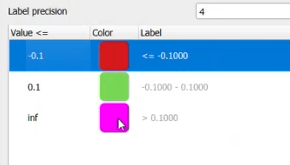 Label precision 4
Value <= Color Label
-0.1 <= -0.1000
0.1 -0.1000 - 0.1000
inf > 0.1000